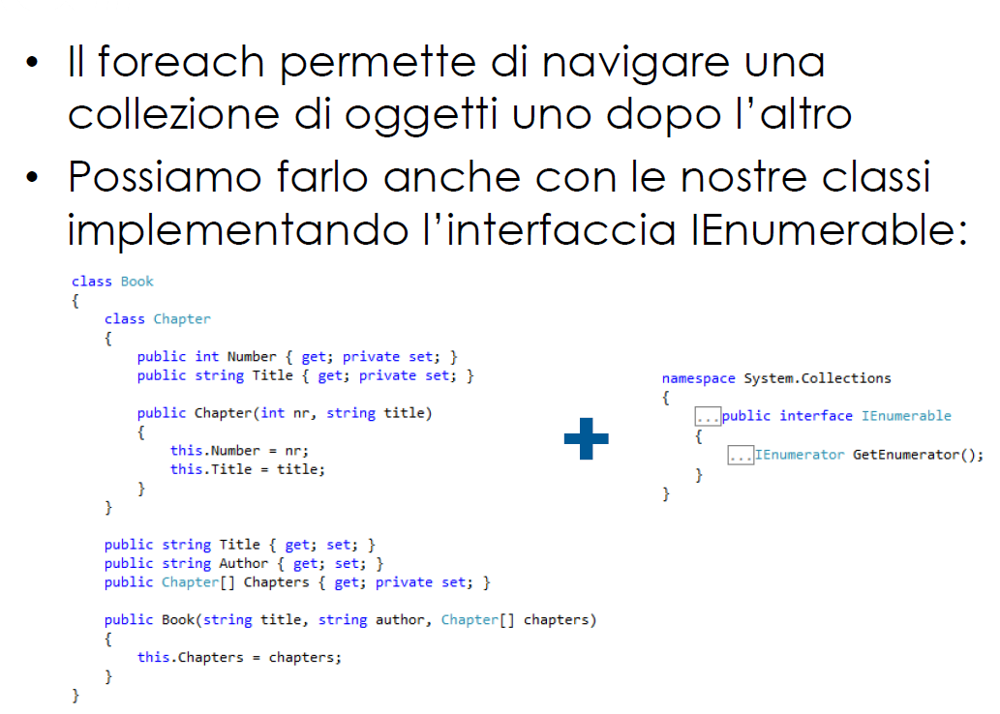 • Il foreach permette di navigare una
collezione di oggetti uno dopo l'altro
• Possiamo farlo anche con le nostre classi
implementando l'interfaccia IEnumerable:
class Book
{
    class Chapter
    {
        public int Number { get; private set; }
        public string Title { get; private set; }
        public Chapter(int nr, string title)
        {
            this.Number = nr;
            this.Title = title;
        }
    }
    public string Title { get; set; }
    public string Author { get; set; }
    public Chapter[] Chapters { get; private set; }
    public Book(string title, string author, Chapter[] chapters)
    {
        this.Chapters = chapters;
    }
}
namespace System.Collections
{
    ...public interface IEnumerable
    {
        ...IEnumerator GetEnumerator();
    }
}